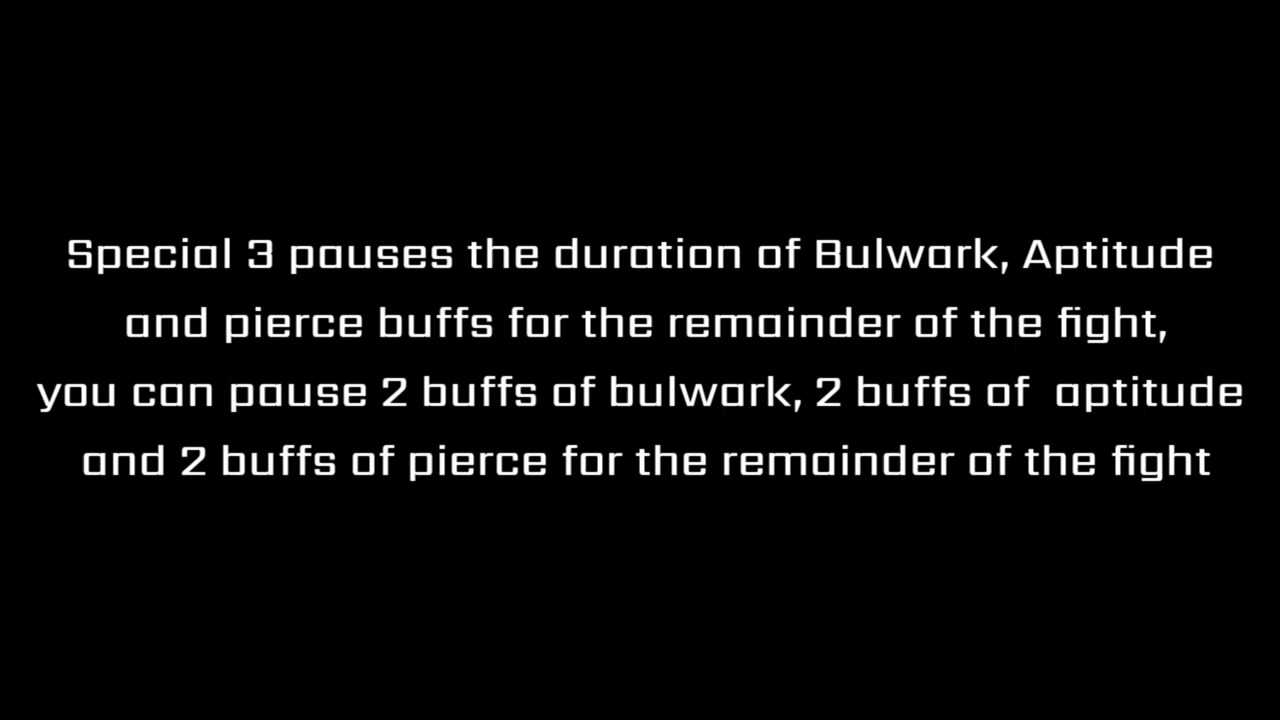 Special 3 pauses the duration of Bulwark, Aptitude
and pierce buffs for the remainder of the fight,
you can pause 2 buffs of bulwark, 2 buffs of  aptitude
and 2 buffs of pierce for the remainder of the fight